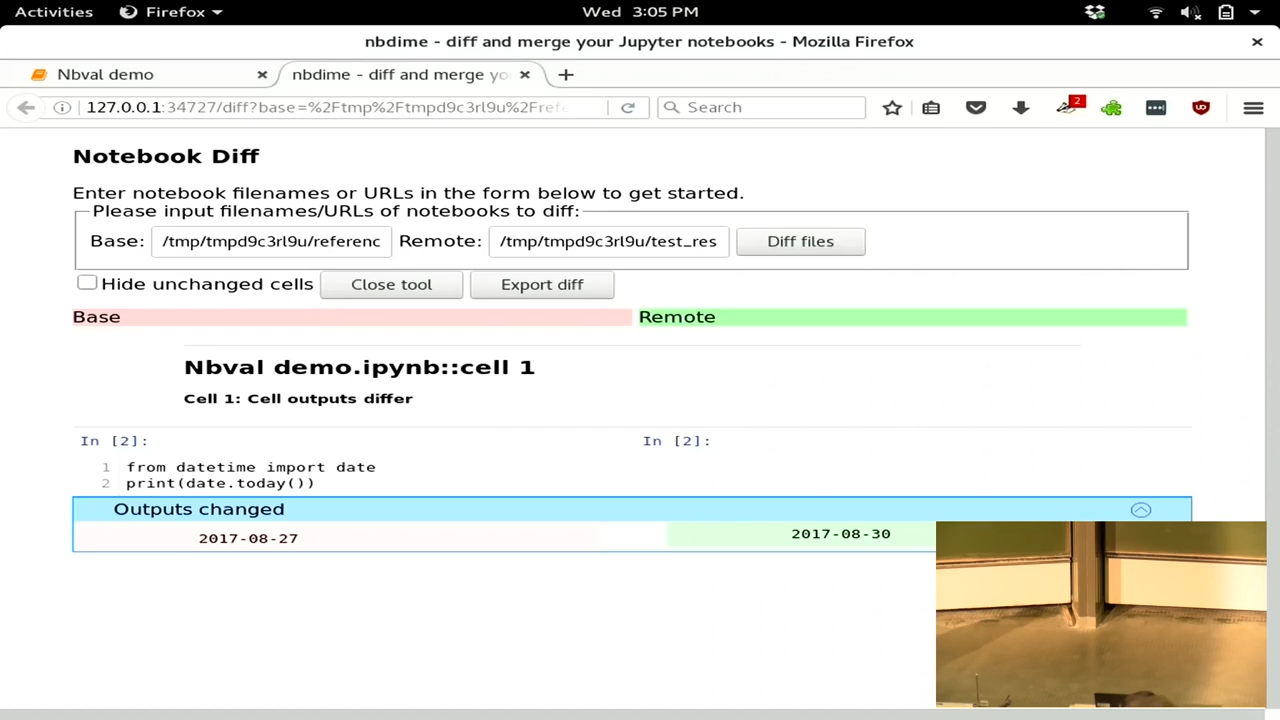 Activities Firefox Wed 3:05 PM
nbdime - diff and merge your Jupyter notebooks - Mozilla Firefox
Nbval demo nbdime - diff and merge yo
127.0.0.1:34727/diff?base=%2Ftmp%2Ftmpd9c3rl9u%2Fref Search 2
Notebook Diff
Enter notebook filenames or URLs in the form below to get started.
Please input filenames/URLs of notebooks to diff:
Base: /tmp/tmpd9c3rl9u/referenc Remote: /tmp/tmpd9c3rl9u/test_res Diff files
Hide unchanged cells Close tool Export diff
Base Remote
Nbval demo.ipynb::cell 1
Cell 1: Cell outputs differ
In [2]: In [2]:
1 from datetime import date
2 print(date.today())
Outputs changed
2017-08-27 2017-08-30